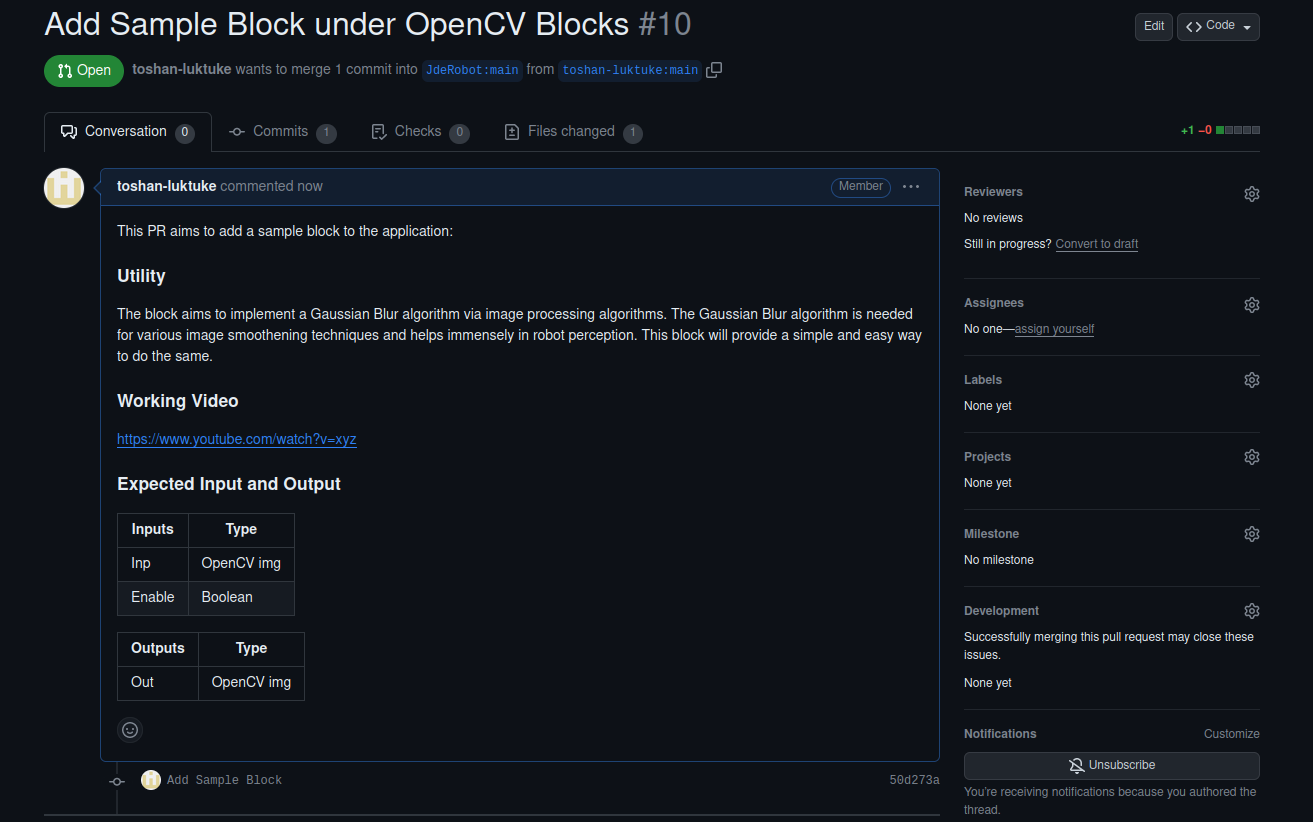 Add Sample Block under OpenCV Blocks #10
Edit
Code
Open
toshan-luktuke wants to merge 1 commit into JdeRobot:main from toshan-luktuke:main
Conversation 0
Commits 1
Checks 0
Files changed 1
+1 −0
toshan-luktuke commented now
Member
This PR aims to add a sample block to the application:
Utility
The block aims to implement a Gaussian Blur algorithm via image processing algorithms. The Gaussian Blur algorithm is needed
for various image smoothening techniques and helps immensely in robot perception. This block will provide a simple and easy way
to do the same.
Working Video
https://www.youtube.com/watch?v=xyz
Expected Input and Output
Inputs Type
Inp OpenCV img
Enable Boolean
Outputs Type
Out OpenCV img
Add Sample Block
50d273a
Reviewers
No reviews
Still in progress? Convert to draft
Assignees
No one—assign yourself
Labels
None yet
Projects
None yet
Milestone
No milestone
Development
Successfully merging this pull request may close these
issues.
None yet
Notifications
Customize
Unsubscribe
You're receiving notifications because you authored the
thread.